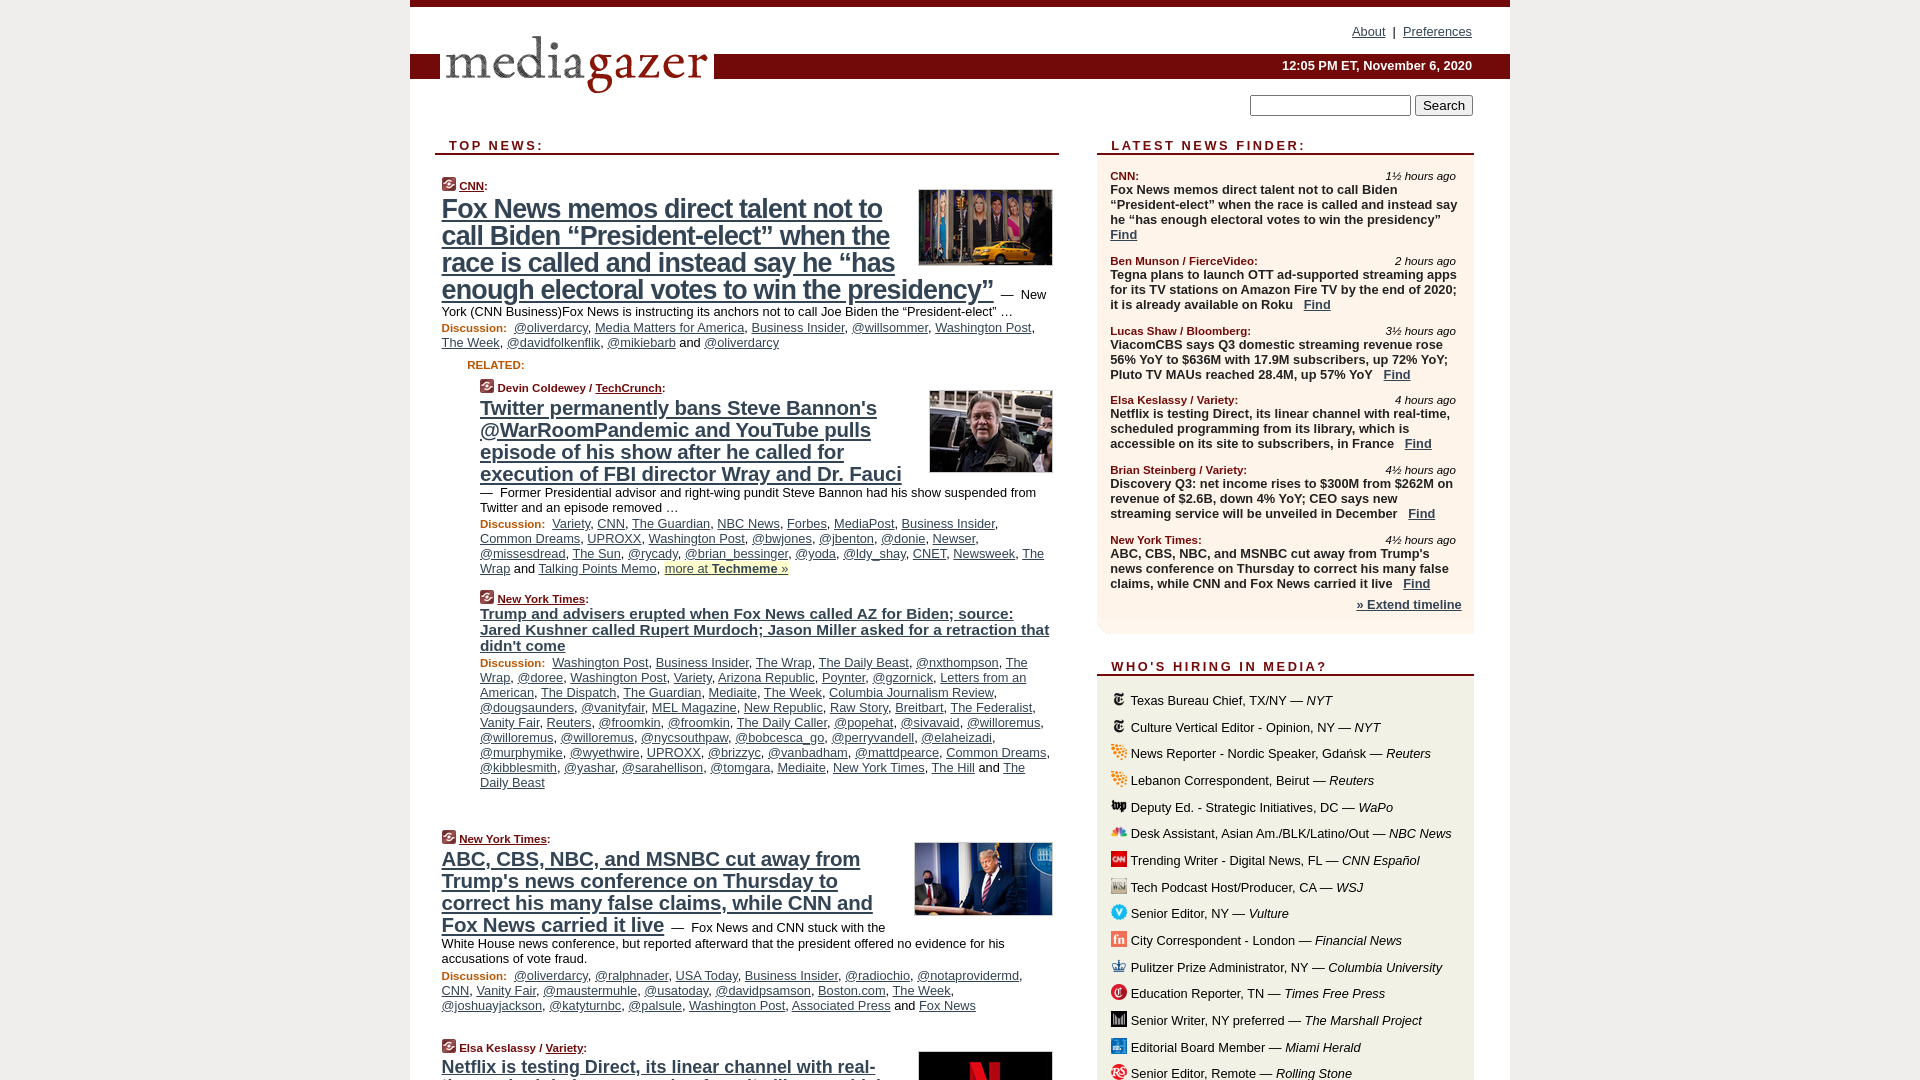 About | Preferences
mediagazer
12:05 PM ET, November 6, 2020
Search
TOP NEWS:
CNN:
Fox News memos direct talent not to
call Biden “President-elect” when the
race is called and instead say he “has
enough electoral votes to win the presidency” — New
York (CNN Business)Fox News is instructing its anchors not to call Joe Biden the “President-elect” …
Discussion: @oliverdarcy, Media Matters for America, Business Insider, @willsommer, Washington Post,
The Week, @davidfolkenflik, @mikiebarb and @oliverdarcy
RELATED:
Devin Coldewey / TechCrunch:
Twitter permanently bans Steve Bannon's
@WarRoomPandemic and YouTube pulls
episode of his show after he called for
execution of FBI director Wray and Dr. Fauci
— Former Presidential advisor and right-wing pundit Steve Bannon had his show suspended from
Twitter and an episode removed …
Discussion: Variety, CNN, The Guardian, NBC News, Forbes, MediaPost, Business Insider,
Common Dreams, UPROXX, Washington Post, @bwjones, @jbenton, @donie, Newser,
@missesdread, The Sun, @rycady, @brian_bessinger, @yoda, @ldy_shay, CNET, Newsweek, The
Wrap and Talking Points Memo, more at Techmeme »
New York Times:
Trump and advisers erupted when Fox News called AZ for Biden; source:
Jared Kushner called Rupert Murdoch; Jason Miller asked for a retraction that
didn't come
Discussion: Washington Post, Business Insider, The Wrap, The Daily Beast, @nxthompson, The
Wrap, @doree, Washington Post, Variety, Arizona Republic, Poynter, @gzornick, Letters from an
American, The Dispatch, The Guardian, Mediaite, The Week, Columbia Journalism Review,
@dougsaunders, @vanityfair, MEL Magazine, New Republic, Raw Story, Breitbart, The Federalist,
Vanity Fair, Reuters, @froomkin, @froomkin, The Daily Caller, @popehat, @sivavaid, @willoremus,
@willoremus, @willoremus, @nycsouthpaw, @bobcesca_go, @perryvandell, @elaheizadi,
@murphymike, @wyethwire, UPROXX, @brizzyc, @vanbadham, @mattdpearce, Common Dreams,
@kibblesmith, @yashar, @sarahellison, @tomgara, Mediaite, New York Times, The Hill and The
Daily Beast
New York Times:
ABC, CBS, NBC, and MSNBC cut away from
Trump's news conference on Thursday to
correct his many false claims, while CNN and
Fox News carried it live — Fox News and CNN stuck with the
White House news conference, but reported afterward that the president offered no evidence for his
accusations of vote fraud.
Discussion: @oliverdarcy, @ralphnader, USA Today, Business Insider, @radiochio, @notaprovidermd,
CNN, Vanity Fair, @maustermuhle, @usatoday, @davidpsamson, Boston.com, The Week,
@joshuayjackson, @katyturnbc, @palsule, Washington Post, Associated Press and Fox News
Elsa Keslassy / Variety:
Netflix is testing Direct, its linear channel with real-
LATEST NEWS FINDER:
CNN: 1½ hours ago
Fox News memos direct talent not to call Biden
“President-elect” when the race is called and instead say
he “has enough electoral votes to win the presidency”
Find
Ben Munson / FierceVideo: 2 hours ago
Tegna plans to launch OTT ad-supported streaming apps
for its TV stations on Amazon Fire TV by the end of 2020;
it is already available on Roku Find
Lucas Shaw / Bloomberg: 3½ hours ago
ViacomCBS says Q3 domestic streaming revenue rose
56% YoY to $636M with 17.9M subscribers, up 72% YoY;
Pluto TV MAUs reached 28.4M, up 57% YoY Find
Elsa Keslassy / Variety: 4 hours ago
Netflix is testing Direct, its linear channel with real-time,
scheduled programming from its library, which is
accessible on its site to subscribers, in France Find
Brian Steinberg / Variety: 4½ hours ago
Discovery Q3: net income rises to $300M from $262M on
revenue of $2.6B, down 4% YoY; CEO says new
streaming service will be unveiled in December Find
New York Times: 4½ hours ago
ABC, CBS, NBC, and MSNBC cut away from Trump's
news conference on Thursday to correct his many false
claims, while CNN and Fox News carried it live Find
» Extend timeline
WHO'S HIRING IN MEDIA?
Texas Bureau Chief, TX/NY — NYT
Culture Vertical Editor - Opinion, NY — NYT
News Reporter - Nordic Speaker, Gdańsk — Reuters
Lebanon Correspondent, Beirut — Reuters
Deputy Ed. - Strategic Initiatives, DC — WaPo
Desk Assistant, Asian Am./BLK/Latino/Out — NBC News
Trending Writer - Digital News, FL — CNN Español
Tech Podcast Host/Producer, CA — WSJ
Senior Editor, NY — Vulture
City Correspondent - London — Financial News
Pulitzer Prize Administrator, NY — Columbia University
Education Reporter, TN — Times Free Press
Senior Writer, NY preferred — The Marshall Project
Editorial Board Member — Miami Herald
Senior Editor, Remote — Rolling Stone